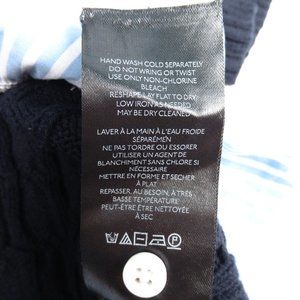 HAND WASH COLD SEPARATELY
DO NOT WRING OR TWIST
USE ONLY NON-CHLORINE
BLEACH
RESHAPE LAY FLAT TO DRY
LOW IRON AS NEEDED
MAY BE DRY CLEANED
LAVER À LA MAIN À L'EAU FROIDE
SÉPARÉMEN
NE PAS TORDRE OU ESSORER
UTILISER UN AGENT DE
BLANCHIMENT SANS CHLORE SI
NÉCESSAIRE
METTRE EN FORME ET SECHER
À PLAT
REPASSER, AU BESOIN, À TRÈS
BASSE TEMPÉRATURE
PEUT-ÊTRE ÊTRE NETTOYÉE
À SEC